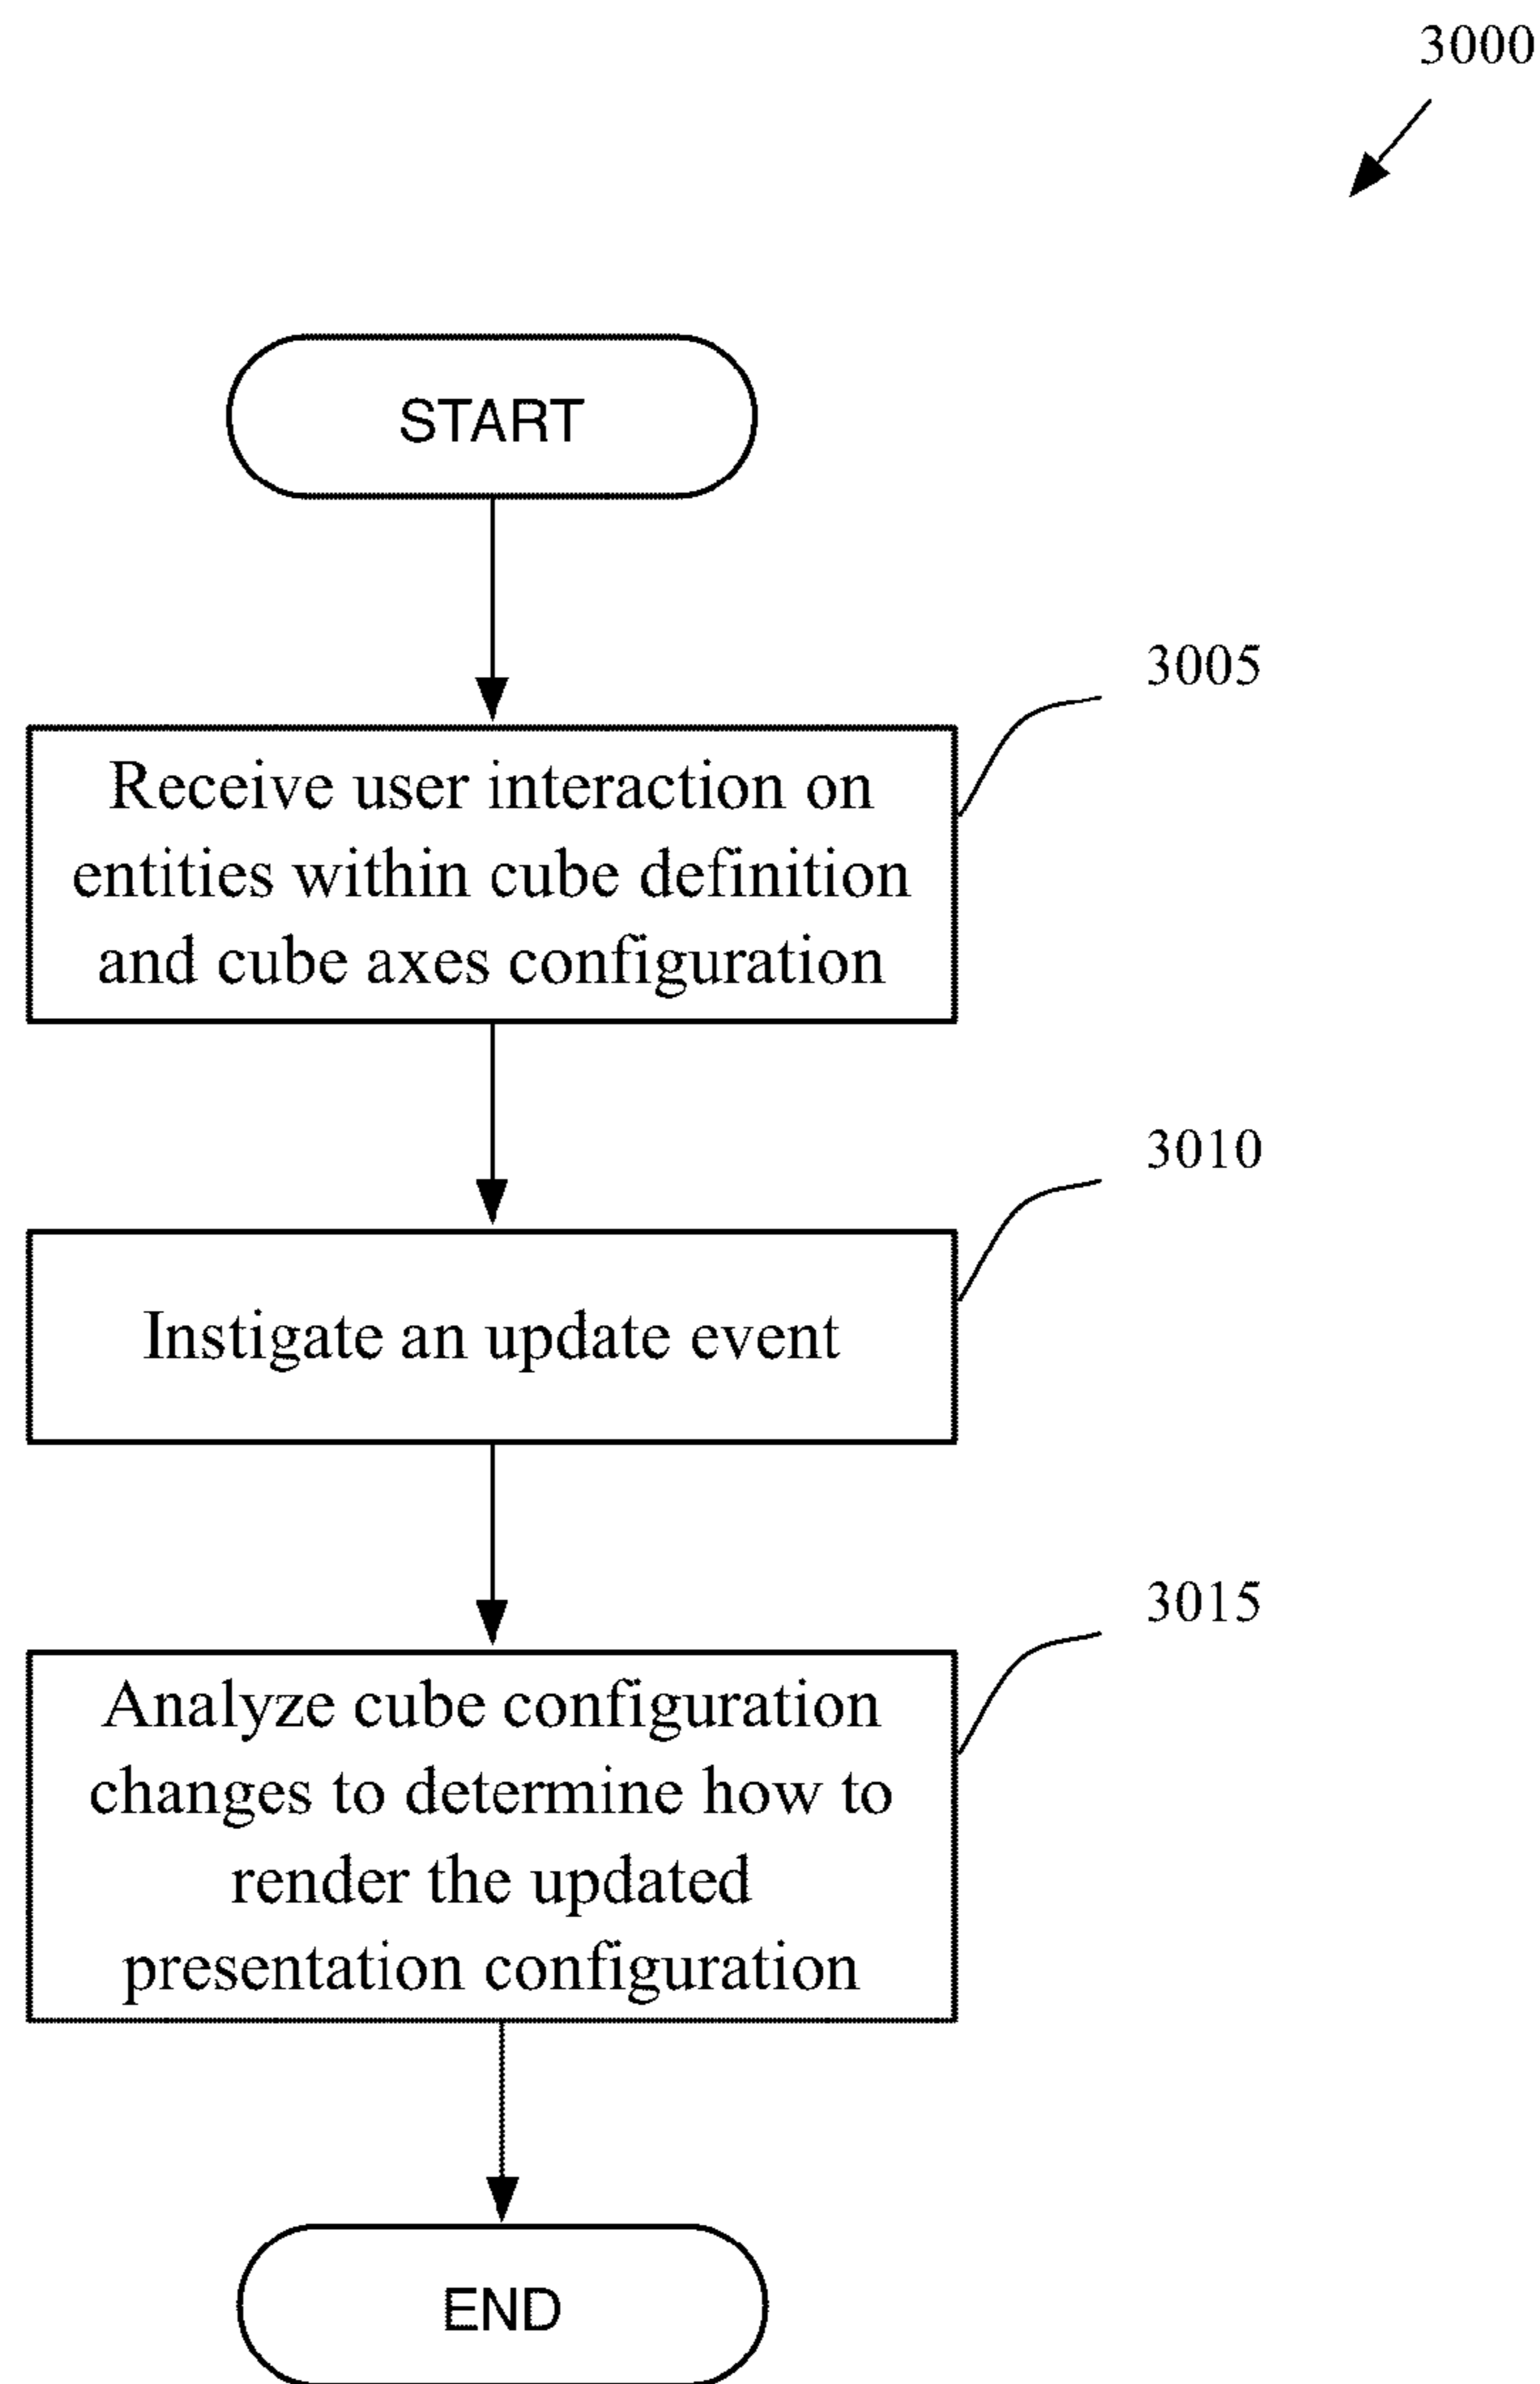 3000
START
3005
Receive user interaction on
entities within cube definition
and cube axes configuration
3010
Instigate an update event
3015
Analyze cube configuration
changes to determine how to
render the updated
presentation configuration
END